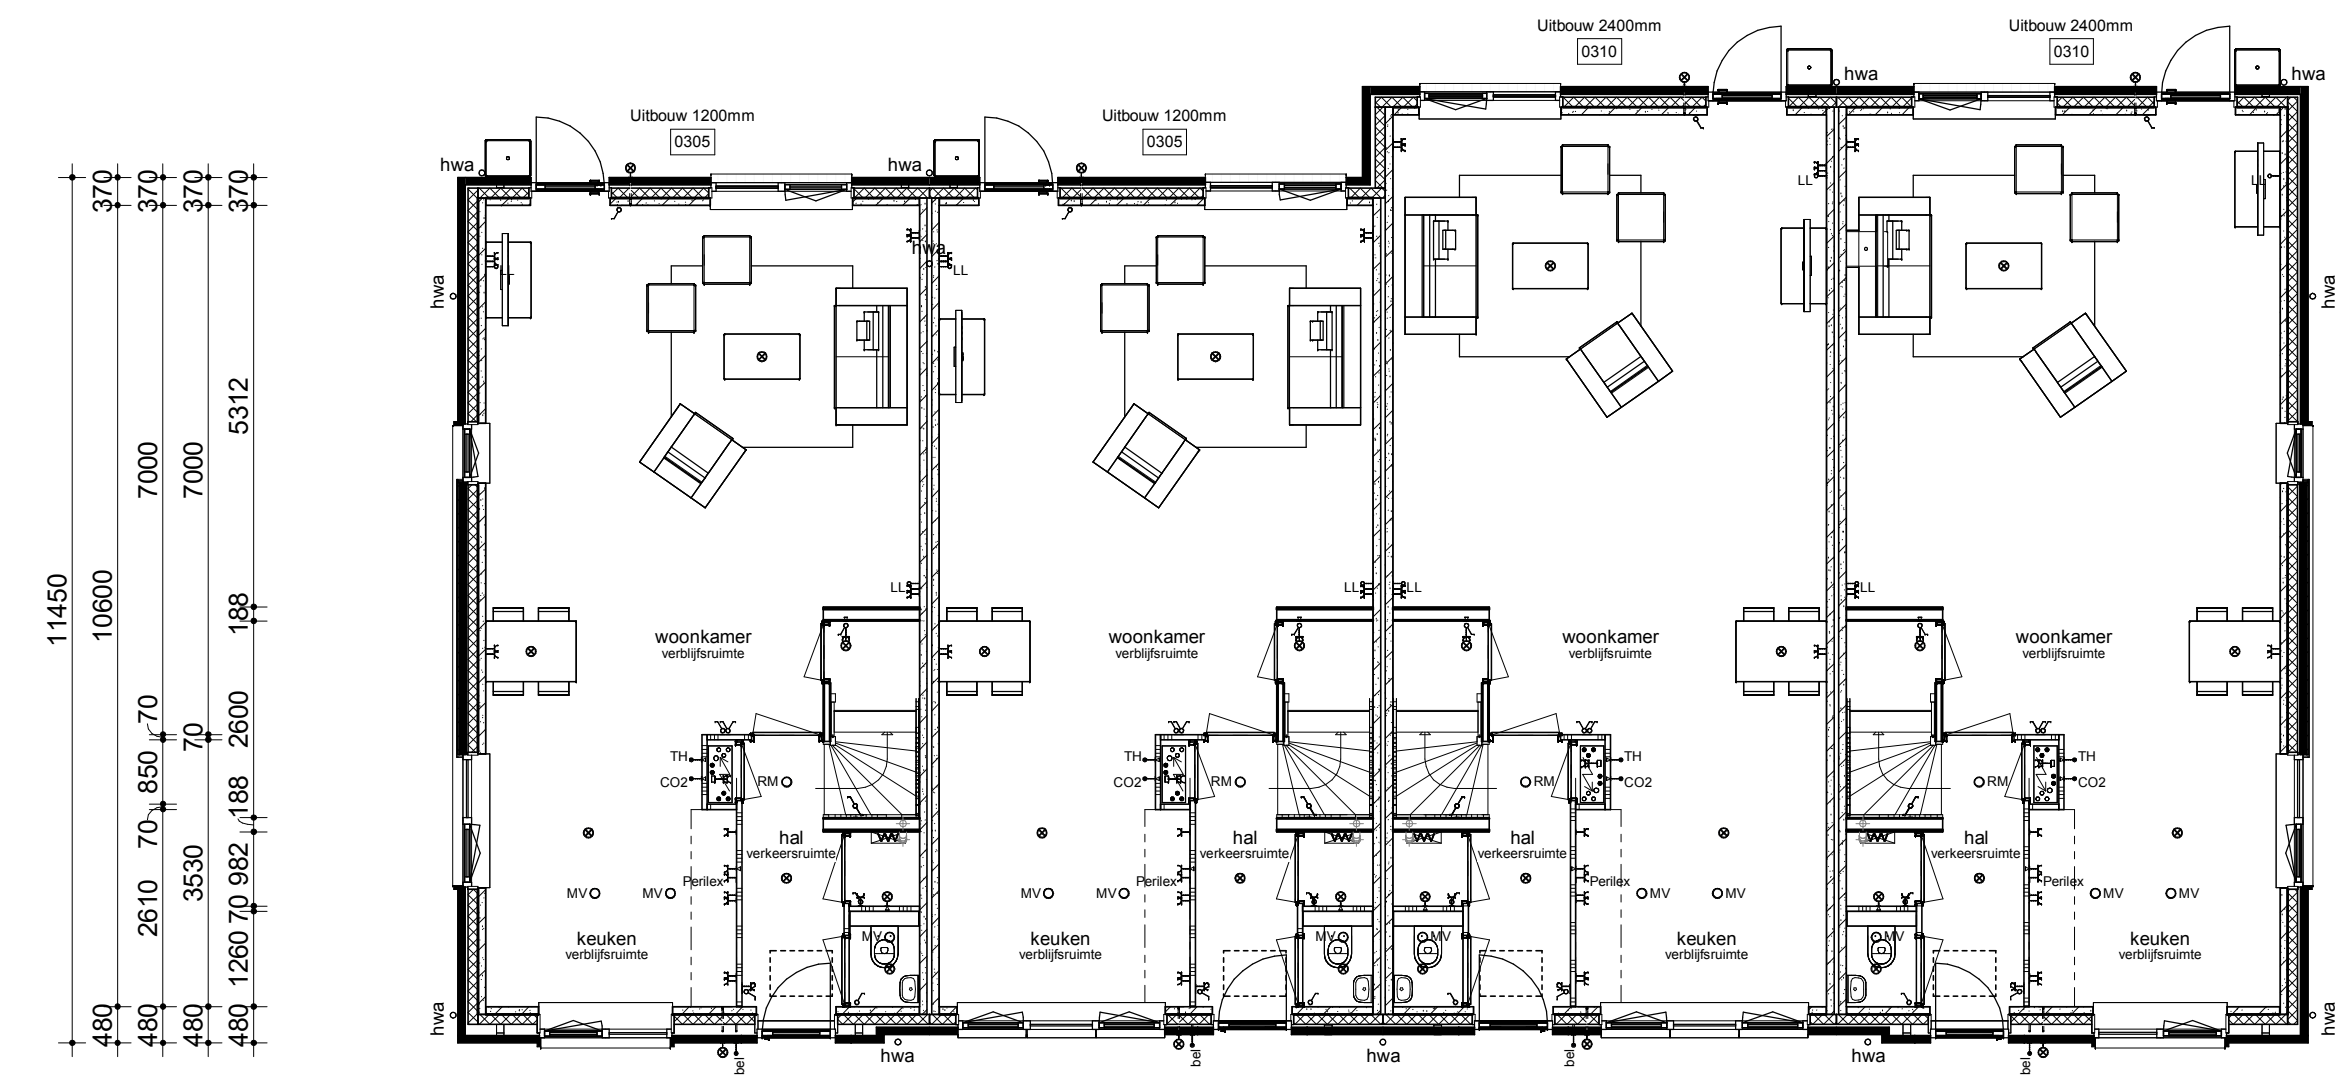 Uitbouw 2400mm
0310
Uitbouw 2400mm
0310
hwa
hwa
Uitbouw 1200mm
0305
Uitbouw 1200mm
0305
hwa
hwa
370
370
370
370
hwa
LL
LL
LL
LL
hwa
hwa
11450
10600
7000
7000
5312
188
2600
188
982
70
1260
70
850
70
2610
70
3530
480
480
480
480
LL
LL
LL
LL
woonkamer
verblijfsruimte
woonkamer
verblijfsruimte
woonkamer
verblijfsruimte
woonkamer
verblijfsruimte
TH
CO2
RM
TH
CO2
RM
RM
TH
CO2
RM
TH
CO2
hal
verkeersruimte
hal
verkeersruimte
hal
verkeersruimte
hal
verkeersruimte
Perilex
Perilex
Perilex
Perilex
MV
MV
MV
MV
MV
MV
MV
MV
MV
MV
MV
MV
keuken
verblijfsruimte
keuken
verblijfsruimte
keuken
verblijfsruimte
keuken
verblijfsruimte
hwa
hwa
hwa
hwa
hwa
bel
bel
bel
bel